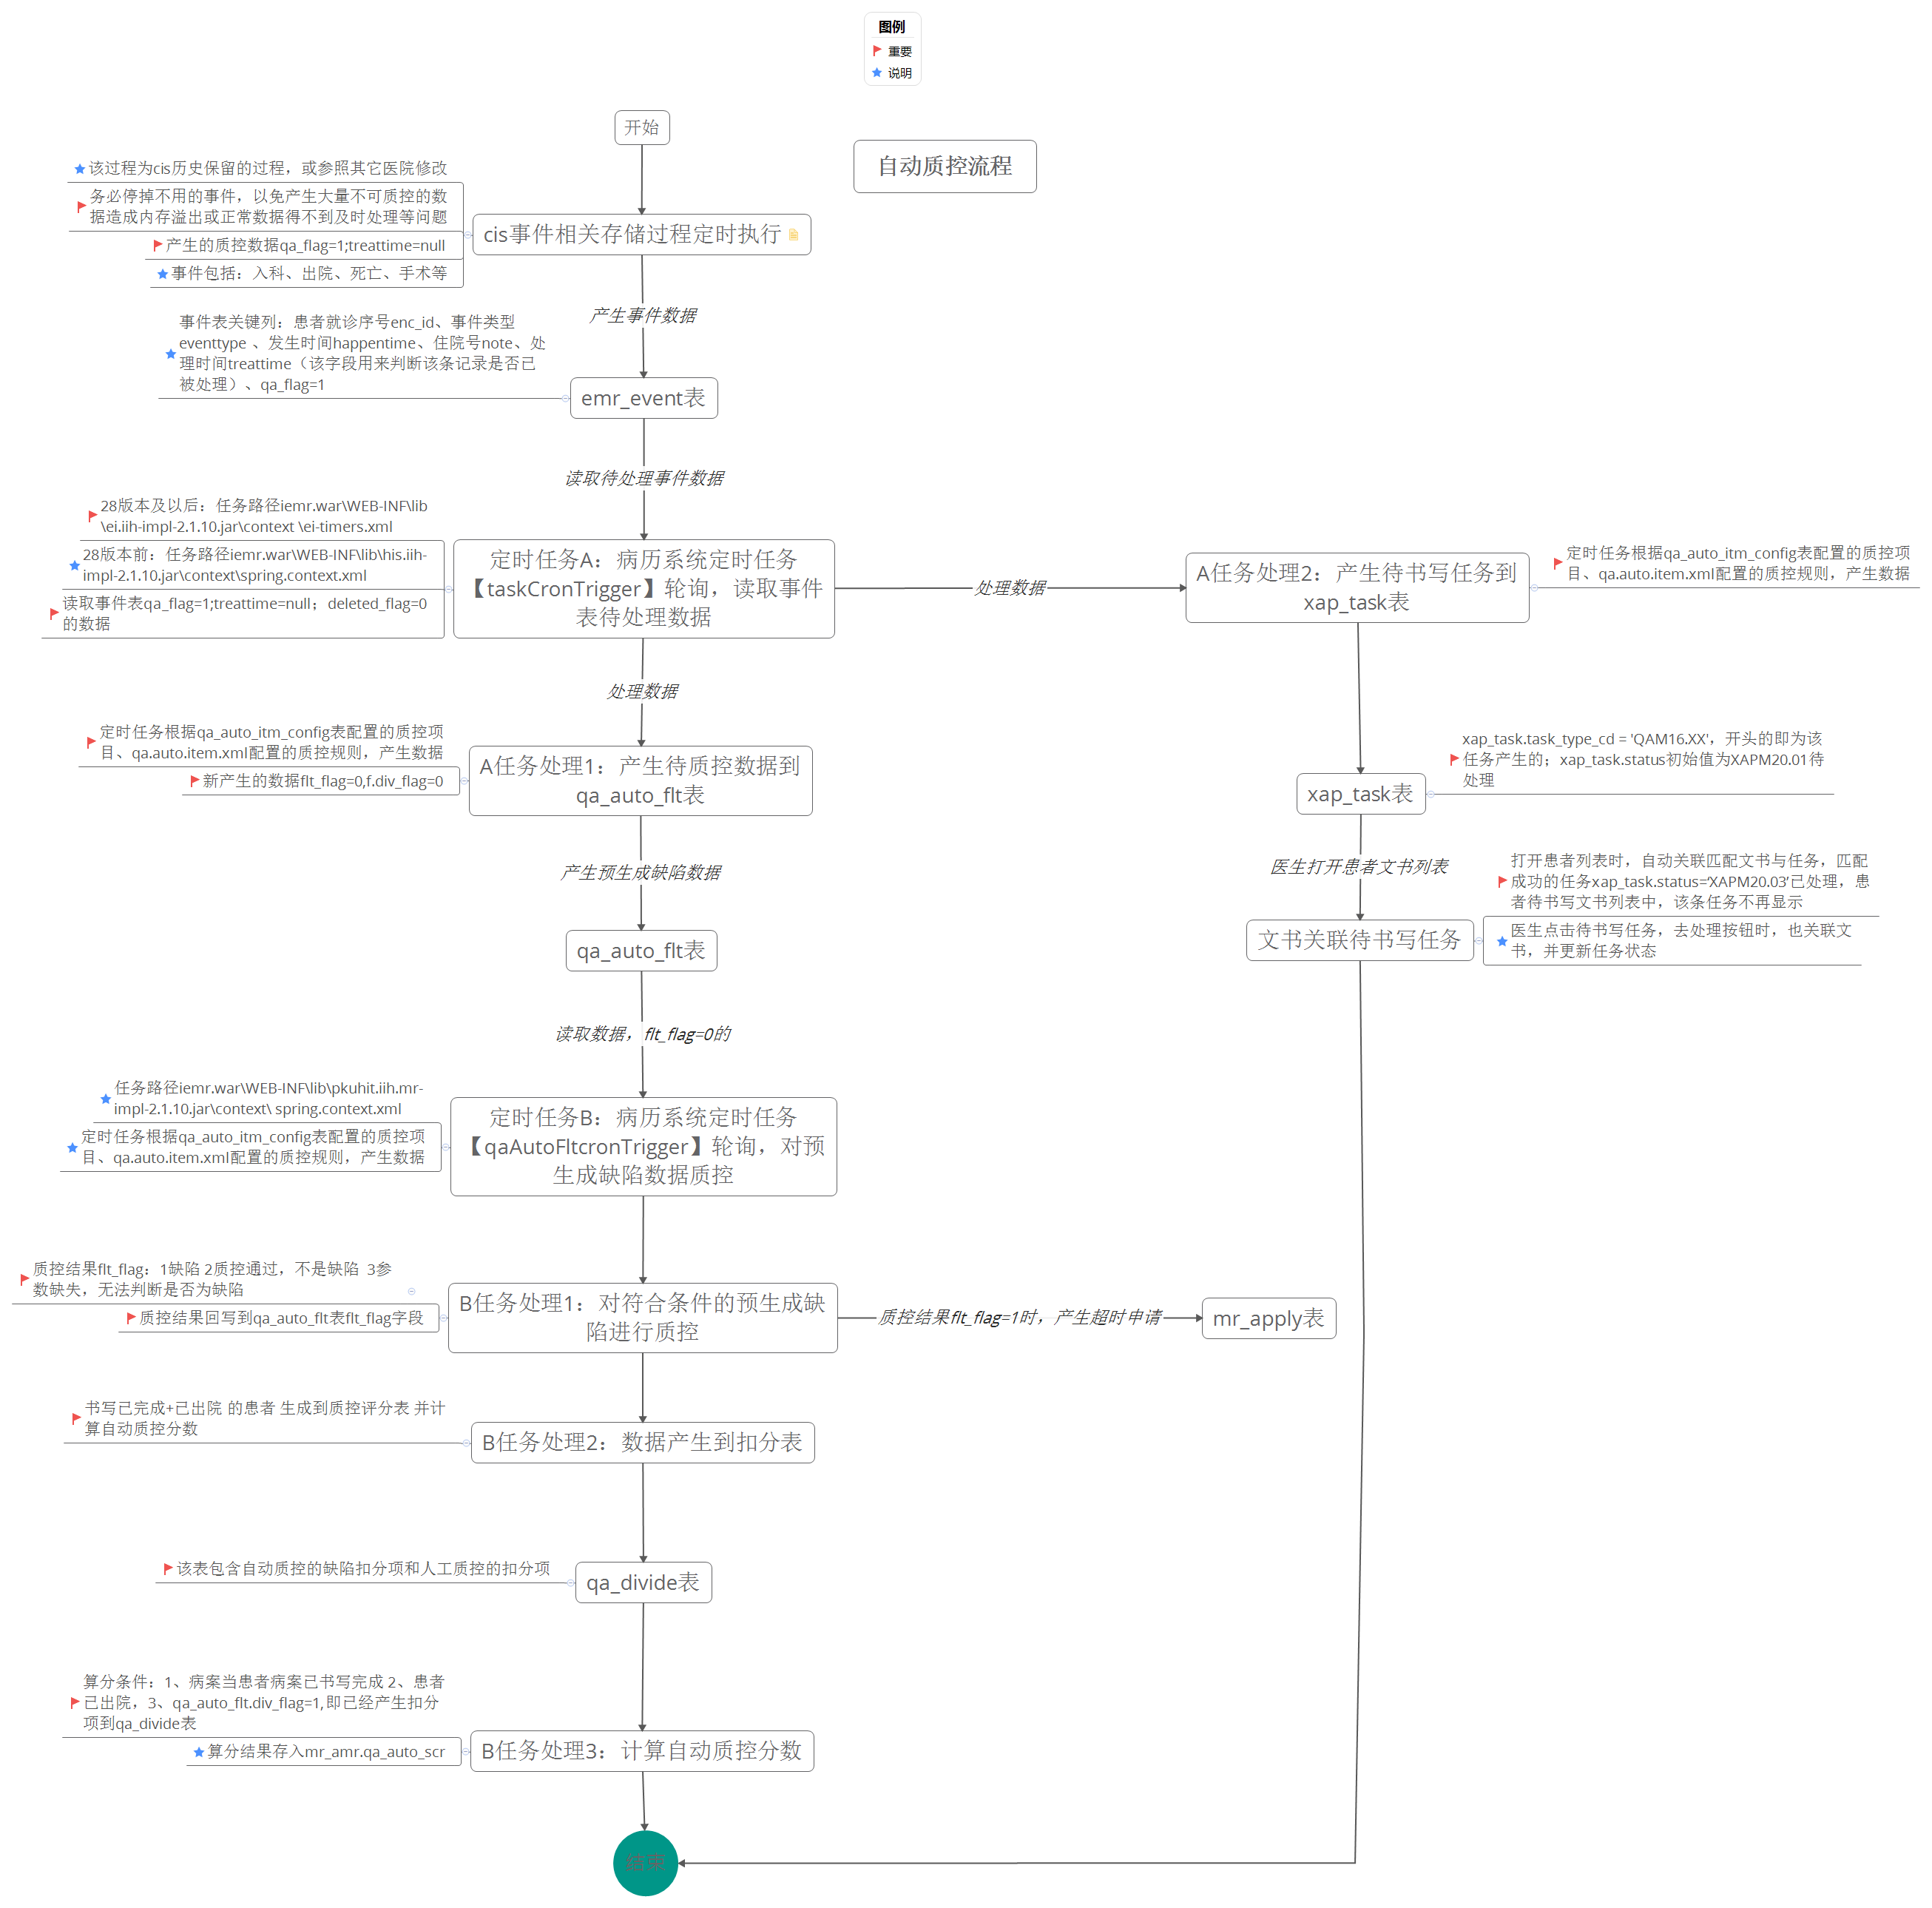 图例
重要
说明
自动质控流程
开始
该过程为cis历史保留的过程，或参照其它医院修改
务必停掉不用的事件，以免产生大量不可质控的数
据造成内存溢出或正常数据得不到及时处理等问题
产生的质控数据qa_flag=1;treattime=null
事件包括：入科、出院、死亡、手术等
cis事件相关存储过程定时执行
产生事件数据
事件表关键列：患者就诊序号enc_id、事件类型
eventtype 、发生时间happentime、住院号note、处
理时间treattime（该字段用来判断该条记录是否已
被处理）、qa_flag=1
emr_event表
读取待处理事件数据
28版本及以后：任务路径iemr.war\WEB-INF\lib
\ei.iih-impl-2.1.10.jar\context \ei-timers.xml
28版本前：任务路径iemr.war\WEB-INF\lib\his.iih-
impl-2.1.10.jar\context\spring.context.xml
读取事件表qa_flag=1;treattime=null；deleted_flag=0
的数据
定时任务A：病历系统定时任务
【taskCronTrigger】轮询，读取事件
表待处理数据
处理数据
A任务处理2：产生待书写任务到
xap_task表
定时任务根据qa_auto_itm_config表配置的质控项
目、qa.auto.item.xml配置的质控规则，产生数据
处理数据
定时任务根据qa_auto_itm_config表配置的质控项
目、qa.auto.item.xml配置的质控规则，产生数据
新产生的数据flt_flag=0,f.div_flag=0
A任务处理1：产生待质控数据到
qa_auto_flt表
xap_task表
xap_task.task_type_cd = 'QAM16.XX'，开头的即为该
任务产生的；xap_task.status初始值为XAPM20.01待
处理
产生预生成缺陷数据
医生打开患者文书列表
打开患者列表时，自动关联匹配文书与任务，匹配
成功的任务xap_task.status=‘XAPM20.03’已处理，患
者待书写文书列表中，该条任务不再显示
医生点击待书写任务，去处理按钮时，也关联文
书，并更新任务状态
文书关联待书写任务
qa_auto_flt表
读取数据，flt_flag=0的
任务路径iemr.war\WEB-INF\lib\pkuhit.iih.mr-
impl-2.1.10.jar\context\ spring.context.xml
定时任务根据qa_auto_itm_config表配置的质控项
目、qa.auto.item.xml配置的质控规则，产生数据
定时任务B：病历系统定时任务
【qaAutoFltcronTrigger】轮询，对预
生成缺陷数据质控
质控结果flt_flag：1缺陷 2质控通过，不是缺陷  3参
数缺失，无法判断是否为缺陷
质控结果回写到qa_auto_flt表flt_flag字段
B任务处理1：对符合条件的预生成缺
陷进行质控
质控结果flt_flag=1时，产生超时申请
mr_apply表
书写已完成+已出院 的患者 生成到质控评分表 并计
算自动质控分数
B任务处理2：数据产生到扣分表
该表包含自动质控的缺陷扣分项和人工质控的扣分项
qa_divide表
算分条件：1、病案当患者病案已书写完成 2、患者
已出院，3、qa_auto_flt.div_flag=1,即已经产生扣分
项到qa_divide表
算分结果存入mr_amr.qa_auto_scr
B任务处理3：计算自动质控分数
结束